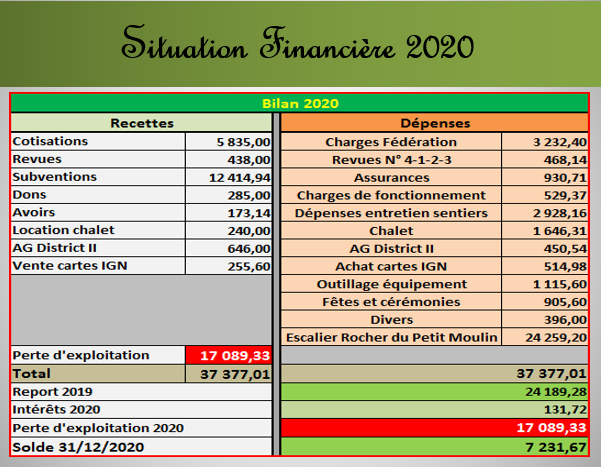 Situation Financière 2020
Bilan 2020
Recettes Dépenses
Cotisations 5 835,00 Charges Fédération 3 232,40
Revues 438,00 Revues N° 4-1-2-3 468,14
Subventions 12 414,94 Assurances 930,71
Dons 285,00 Charges de fonctionnement 529,37
Avoirs 173,14 Dépenses entretien sentiers 2 928,16
Location chalet 240,00 Chalet 1 646,31
AG District II 646,00 AG District II 450,54
Vente cartes IGN 255,60 Achat cartes IGN 514,98
Outillage équipement 1 115,60
Fêtes et cérémonies 905,60
Divers 396,00
Escalier Rocher du Petit Moulin 24 259,20
Perte d'exploitation 17 089,33
Total 37 377,01 37 377,01
Report 2019 24 189,28
Intérêts 2020 131,72
Perte d'exploitation 2020 17 089,33
Solde 31/12/2020 7 231,67